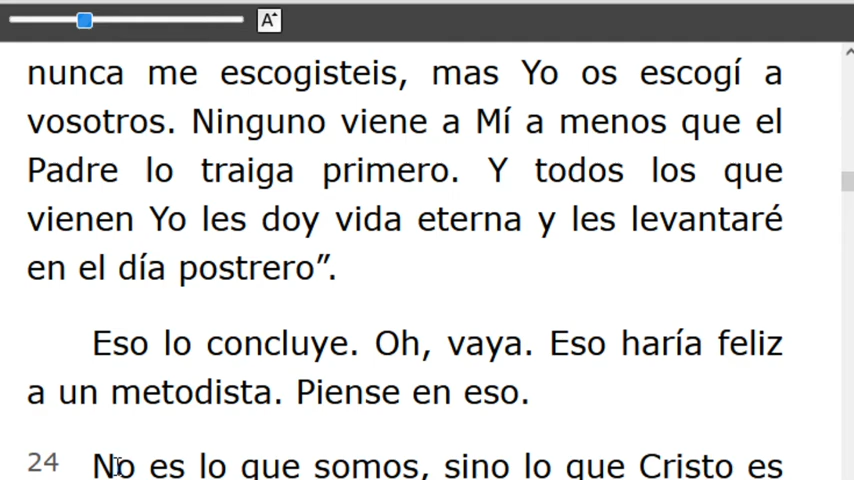 A
nunca me escogisteis, mas Yo os escogí a
vosotros. Ninguno viene a Mí a menos que el
Padre lo traiga primero. Y todos los que
vienen Yo les doy vida eterna y les levantaré
en el día postrero”.
Eso lo concluye. Oh, vaya. Eso haría feliz
a un metodista. Piense en eso.
24 No es lo que somos, sino lo que Cristo es